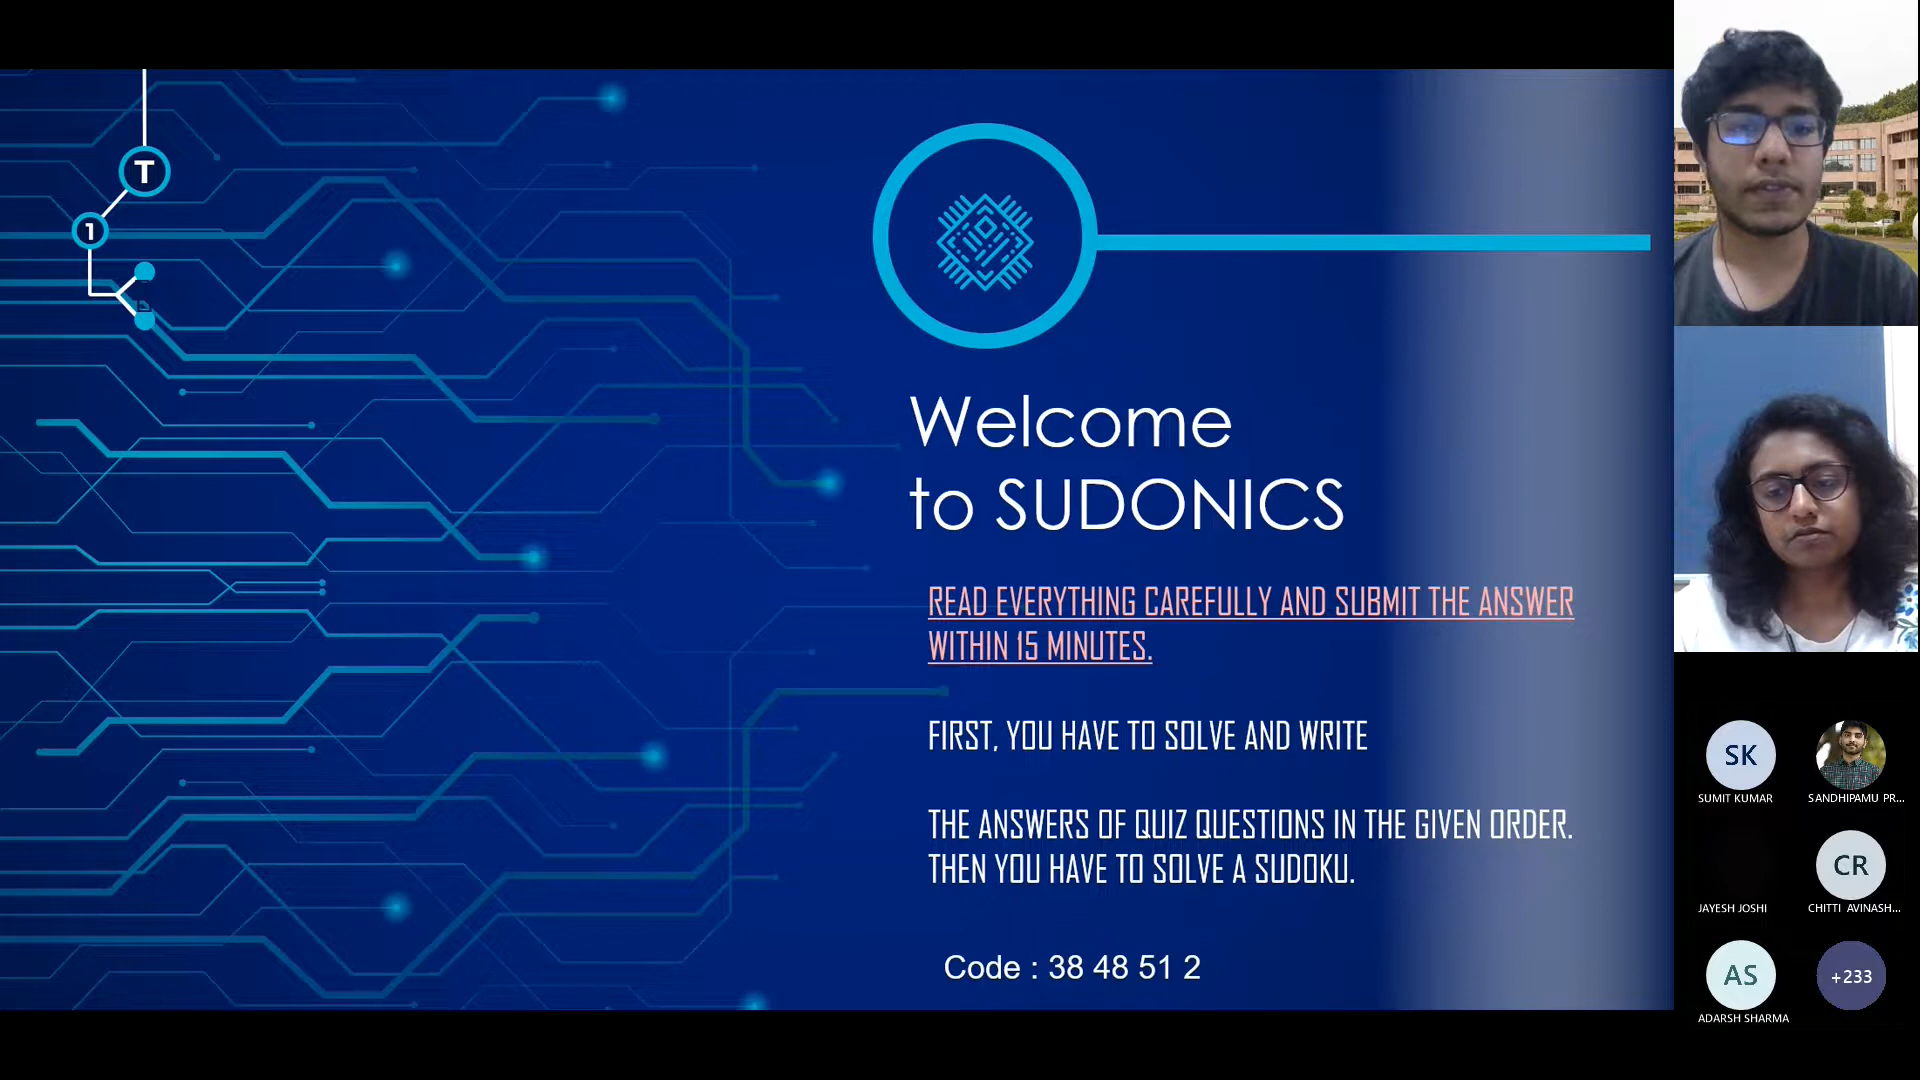 T
1
Welcome
to SUDONICS
READ EVERYTHING CAREFULLY AND SUBMIT THE ANSWER
WITHIN 15 MINUTES.
FIRST, YOU HAVE TO SOLVE AND WRITE
THE ANSWERS OF QUIZ QUESTIONS IN THE GIVEN ORDER.
THEN YOU HAVE TO SOLVE A SUDOKU.
Code : 38 48 51 2
SK
SUMIT KUMAR
SANDHIPAMU PR...
JAYESH JOSHI
CR
CHITTI AVINASH...
AS
ADARSH SHARMA
+233